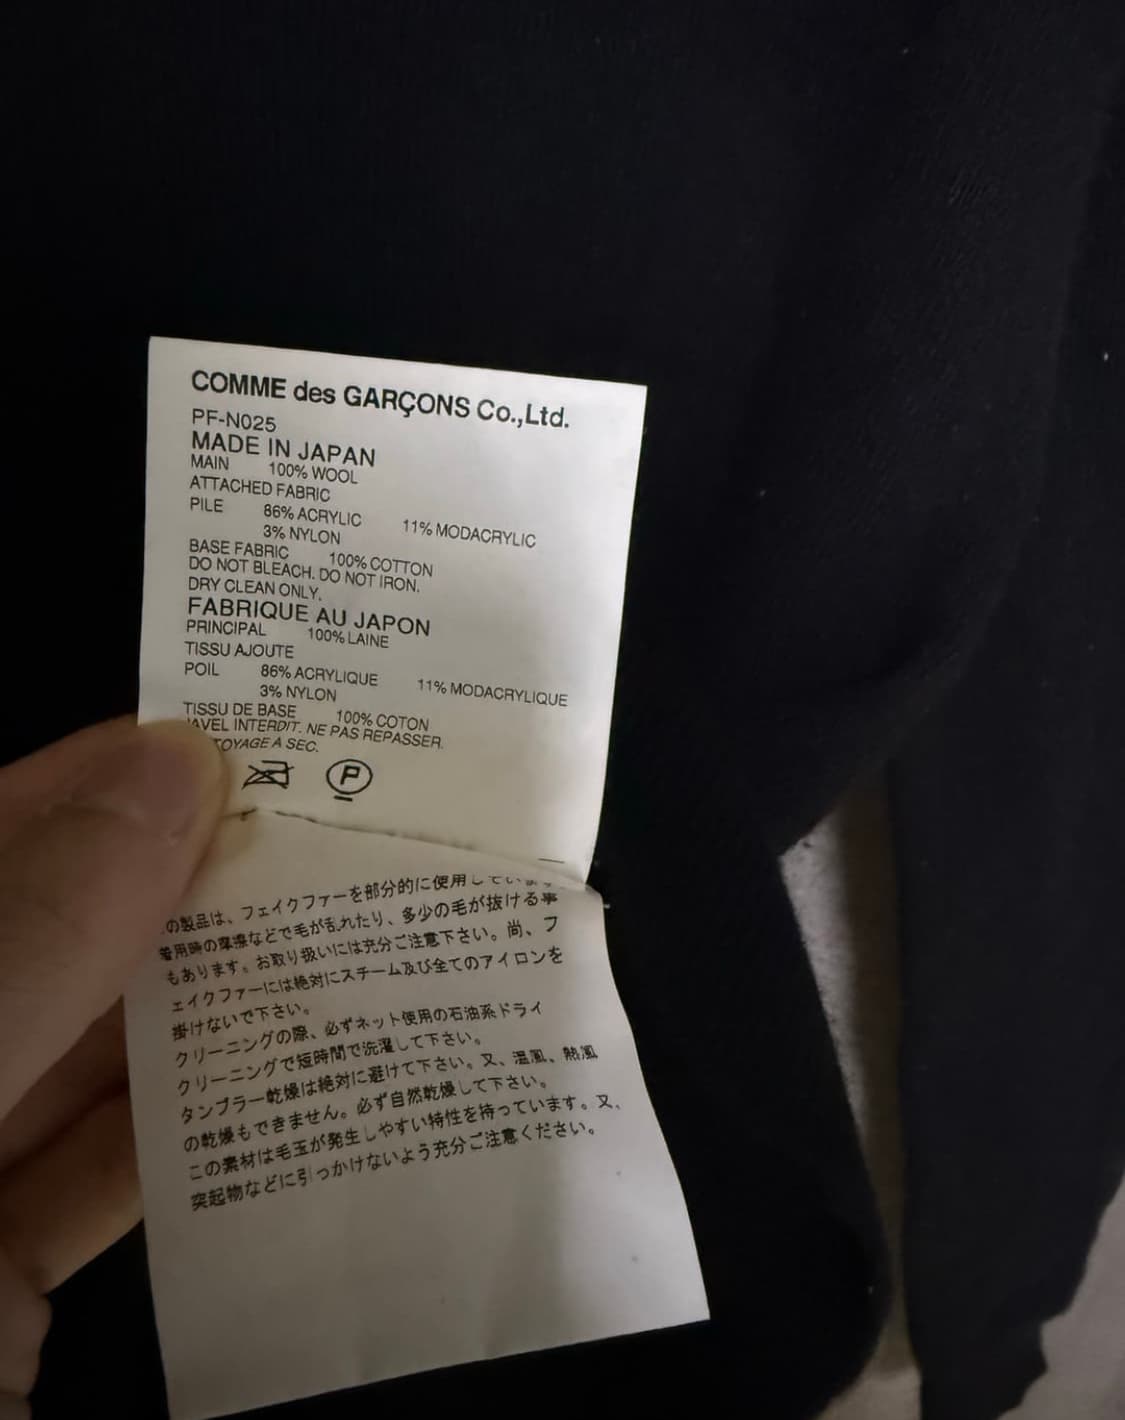 COMME des GARÇONS Co.,Ltd.
PF-N025
MADE IN JAPAN
MAIN 100% WOOL
ATTACHED FABRIC
PILE 86% ACRYLIC 11% MODACRYLIC
3% NYLON
BASE FABRIC 100% COTTON
DO NOT BLEACH. DO NOT IRON.
DRY CLEAN ONLY.
FABRIQUE AU JAPON
PRINCIPAL 100% LAINE
TISSU AJOUTE
POIL 86% ACRYLIQUE 11% MODACRYLIQUE
3% NYLON
TISSU DE BASE 100% COTON
INTERDIT. NE PAS REPASSER.
A SEC.
P
の製品は、フェイクファーを部分的に使用してい
着用時の摩擦などで毛が乱れたり、多少の毛が抜ける事
もあります。お取り扱いには充分ご注意下さい。尚、フ
ェイクファーには絶対にスチーム及び全てのアイロンを
掛けないで下さい。
クリーニングの際、必ずネット使用の石油系ドライ
クリーニングで短時間で洗濯して下さい。
タンブラー乾燥は絶対に避けて下さい。又、温風、熱風
の乾燥もできません。必ず自然乾燥して下さい。
この素材は毛玉が発生しやすい特性を持っています。又、
突起物などに引っかけないよう充分ご注意ください。